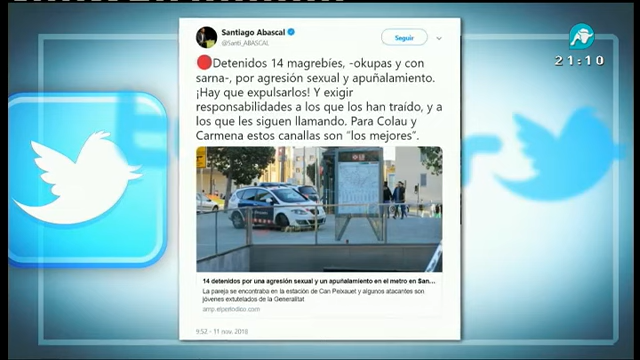 Santiago Abascal
@Santi_ABASCAL
Seguir
21:10
Detenidos 14 magrebíes, -okupas y con
sarna-, por agresión sexual y apuñalamiento.
¡Hay que expulsarlos! Y exigir
responsabilidades a los que los han traído, y a
los que les siguen llamando. Para Colau y
Carmena estos canallas son "los mejores".
14 detenidos por una agresión sexual y un apuñalamiento en el metro en San...
La pareja se encontraba en la estación de Can Peixauet y algunos atacantes son
jóvenes extutelados de la Generalitat
amp.elperiodico.com
9:52 - 11 nov. 2018